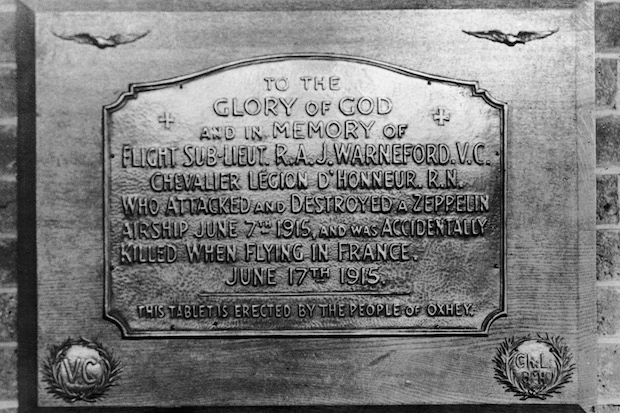 TO THE
GLORY OF GOD
AND IN MEMORY OF
FLIGHT SUB-LIEUT. R.A.J. WARNEFORD. V.C.
CHEVALIER LÉGION D'HONNEUR. R.N.
WHO ATTACKED AND DESTROYED A ZEPPELIN
AIRSHIP JUNE 7TH 1915, AND WAS ACCIDENTALLY
KILLED WHEN FLYING IN FRANCE.
JUNE 17TH 1915.
THIS TABLET IS ERECTED BY THE PEOPLE OF OXHEY.
VC
Ch.L.